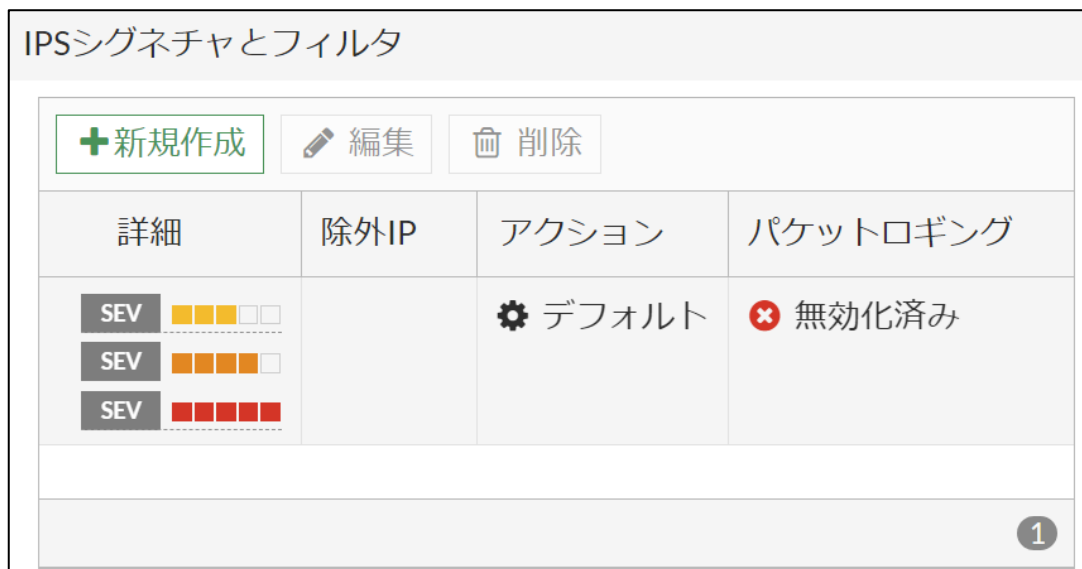 IPSシグネチャとフィルタ
新規作成 編集 削除
詳細 除外IP アクション パケットロギング
SEV デフォルト 無効化済み
SEV
SEV
1